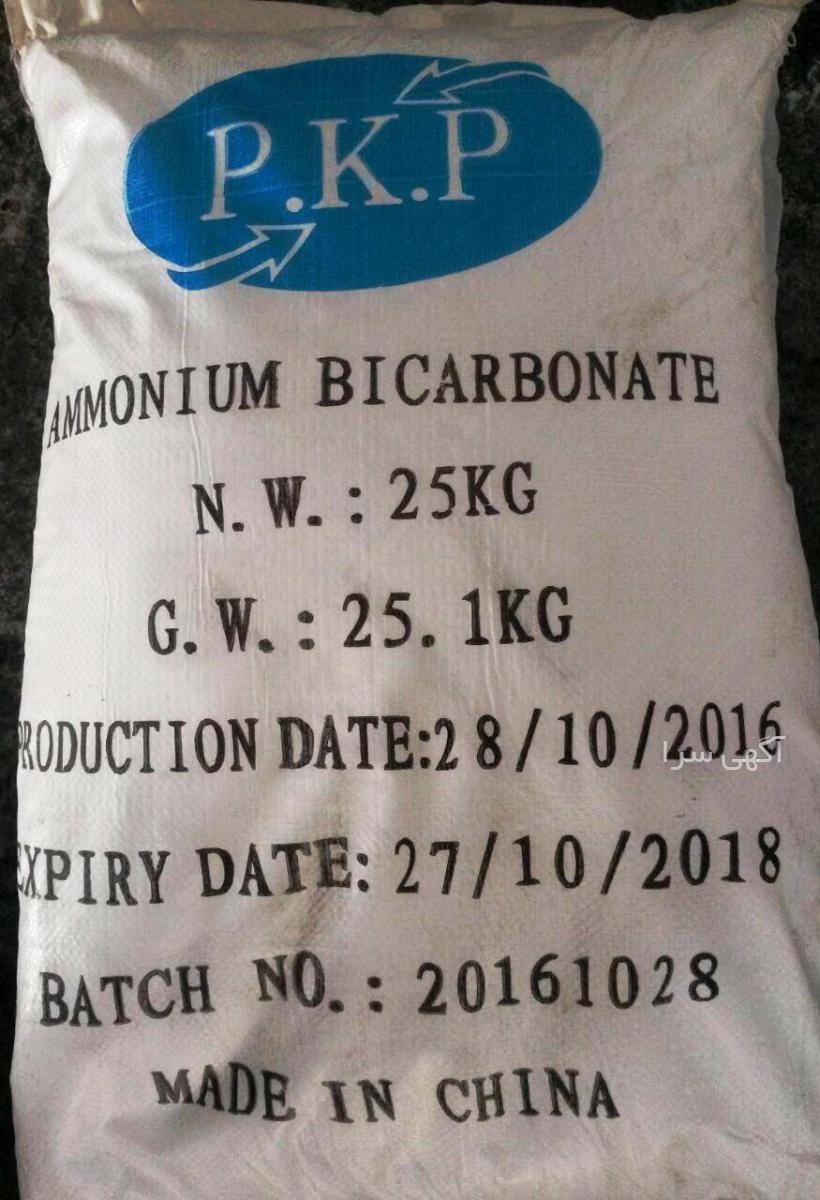 P.K.P
AMMONIUM BICARBONATE
N.W.: 25KG
G.W.: 25.1KG
PRODUCTION DATE:28/10/2016
آگهی سرا
EXPIRY DATE: 27/10/2018
BATCH NO.: 20161028
MADE IN CHINA